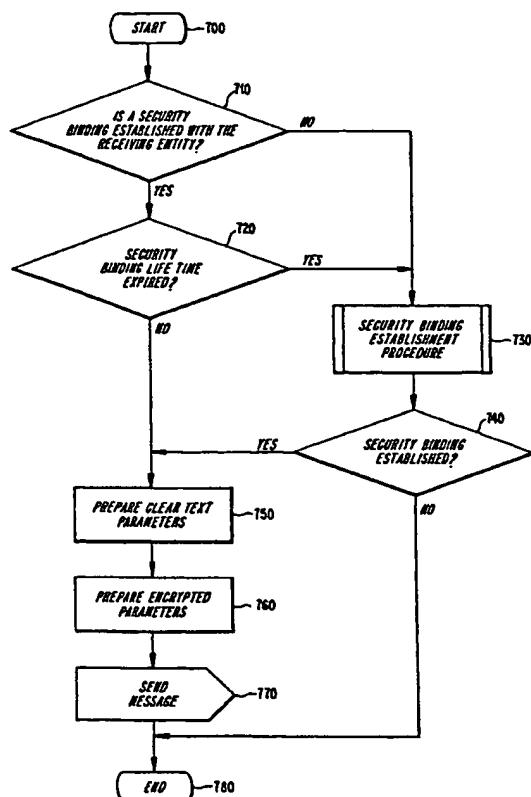 START
700
710
IS A SECURITY
BINDING ESTABLISHED WITH THE
RECEIVING ENTITY?
NO
YES
720
SECURITY
BINDING LIFE TIME
EXPIRED?
YES
NO
SECURITY BINDING
ESTABLISHMENT
PROCEDURE
730
740
YES
SECURITY BINDING
ESTABLISHED?
NO
PREPARE CLEAR TEXT
PARAMETERS
750
PREPARE ENCRYPTED
PARAMETERS
760
SEND
MESSAGE
770
END
780